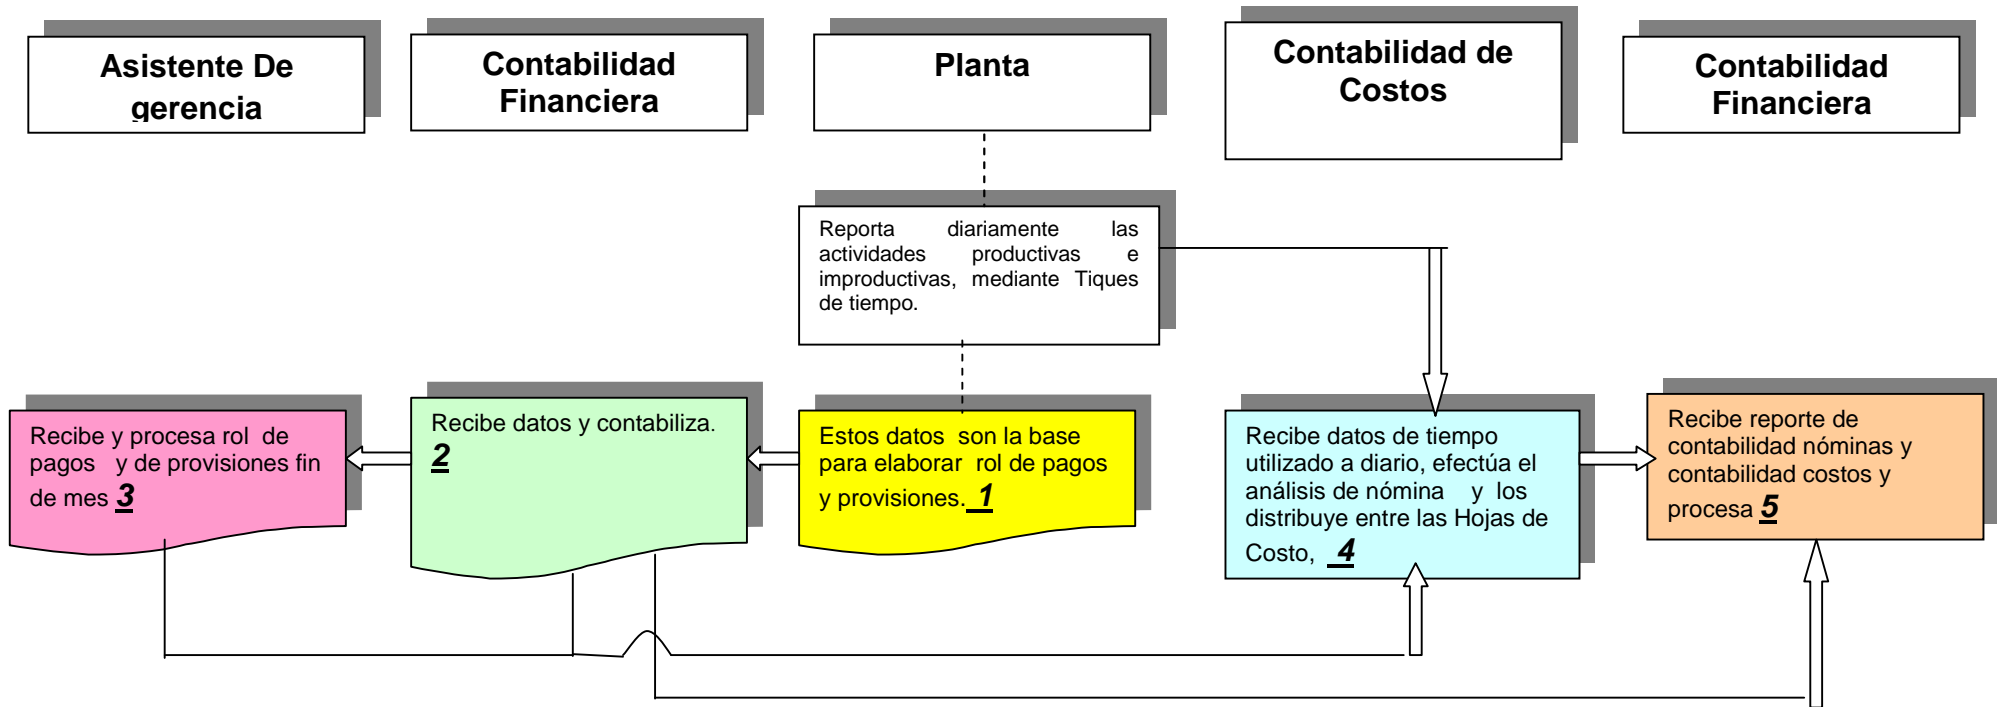 Asistente De
gerencia
Contabilidad
Financiera
Planta
Contabilidad de
Costos
Contabilidad
Financiera
Reporta diariamente las
actividades productivas e
improductivas, mediante Tiques
de tiempo.
Recibe y procesa rol de
pagos y de provisiones fin
de mes 3
Recibe datos y contabiliza.
2
Estos datos son la base
para elaborar rol de pagos
y provisiones. 1
Recibe datos de tiempo
utilizado a diario, efectúa el
análisis de nómina y los
distribuye entre las Hojas de
Costo, 4
Recibe reporte de
contabilidad nóminas y
contabilidad costos y
procesa 5